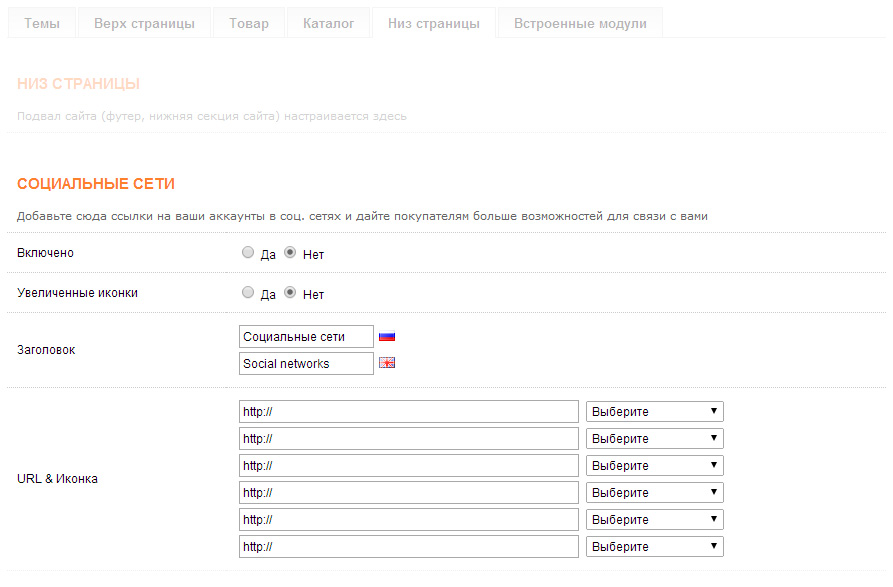 Темы Верх страницы Товар Каталог Низ страницы Встроенные модули
НИЗ СТРАНИЦЫ
Подвал сайта (футер, нижняя секция сайта) настраивается здесь
СОЦИАЛЬНЫЕ СЕТИ
Добавьте сюда ссылки на ваши аккаунты в соц. сетях и дайте покупателям больше возможностей для связи с вами
Включено Да Нет
Увеличенные иконки Да Нет
Заголовок
Социальные сети
Social networks
URL & Иконка
http:// Выберите
http:// Выберите
http:// Выберите
http:// Выберите
http:// Выберите
http:// Выберите